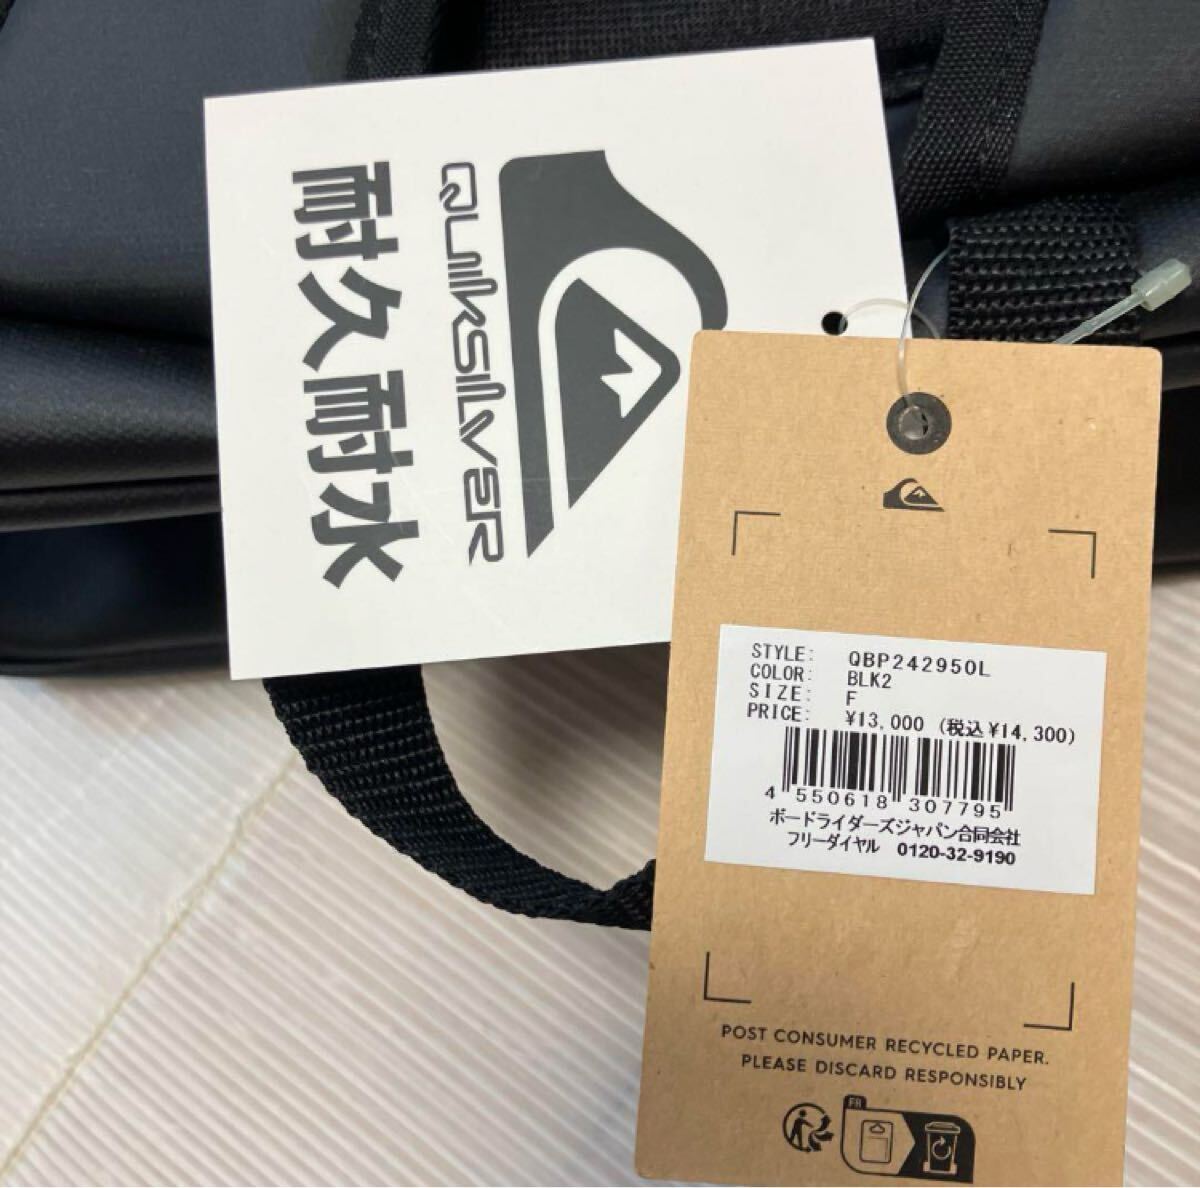 QUIKSILVER
耐久耐水
STYLE: QBP242950L
COLOR: BLK2
SIZE: F
PRICE: ¥13,000 (税込¥14,300)
4 550618 307795
ボードライダーズジャパン合同会社
フリーダイヤル 0120-32-9190
POST CONSUMER RECYCLED PAPER.
PLEASE DISCARD RESPONSIBLY
FR